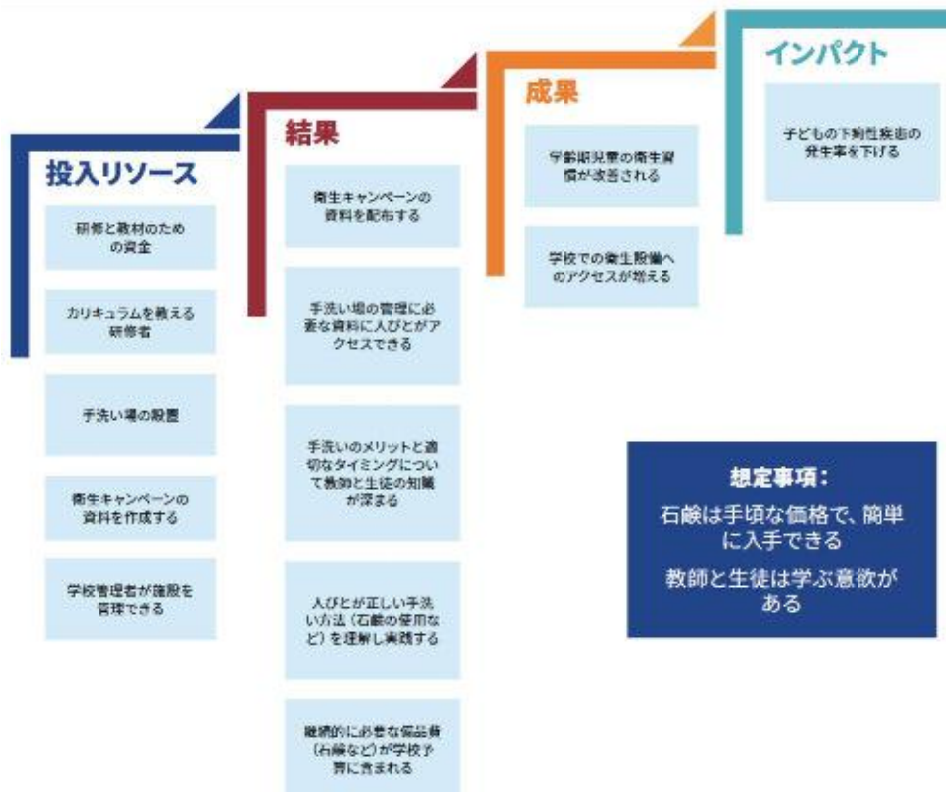 投入リソース
研修と教材のため
の資金
カリキュラムを教える
研修者
手洗い場の設置
衛生キャンペーンの
資料を作成する
学校管理者が施設を
管理できる
結果
衛生キャンペーンの
資料を配布する
手洗い場の管理に必
要な資料に人びとがア
クセスできる
手洗いのメリットと適
切なタイミングについ
て教師と生徒の知識
が深まる
人びとが正しい手洗
い方法（石鹸の使用な
ど）を理解し実践する
継続的に必要な備品費
（石鹸など）が学校予
算に含まれる
成果
学齢期児童の衛生習
慣が改善される
学校での衛生設備へ
のアクセスが増える
インパクト
子どもの下痢性疾患の
発生率を下げる
想定事項：
石鹸は手頃な価格で、簡単
に入手できる
教師と生徒は学ぶ意欲が
ある